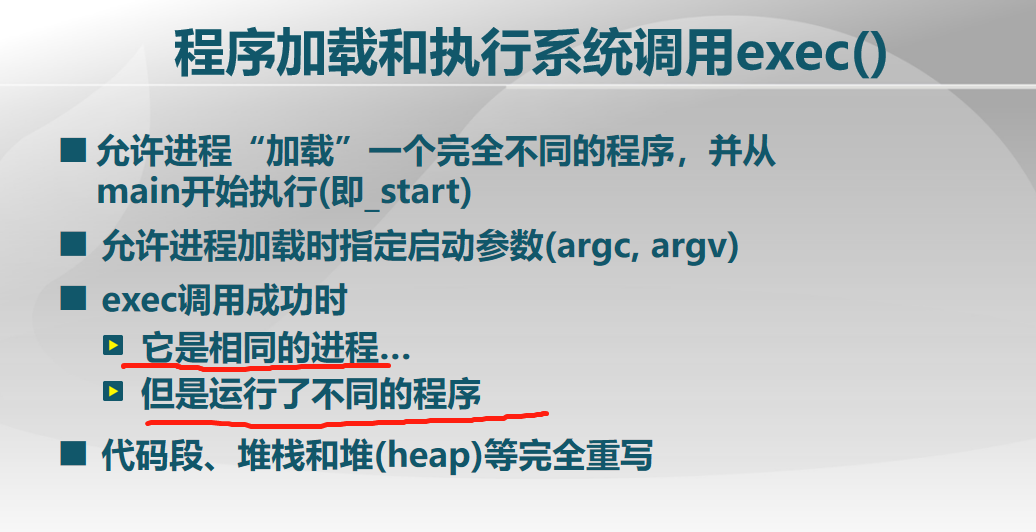 程序加载和执行系统调用exec()
允许进程“加载”一个完全不同的程序，并从
main开始执行(即_start)
允许进程加载时指定启动参数(argc, argv)
exec调用成功时
它是相同的进程...
但是运行了不同的程序
代码段、堆栈和堆(heap)等完全重写